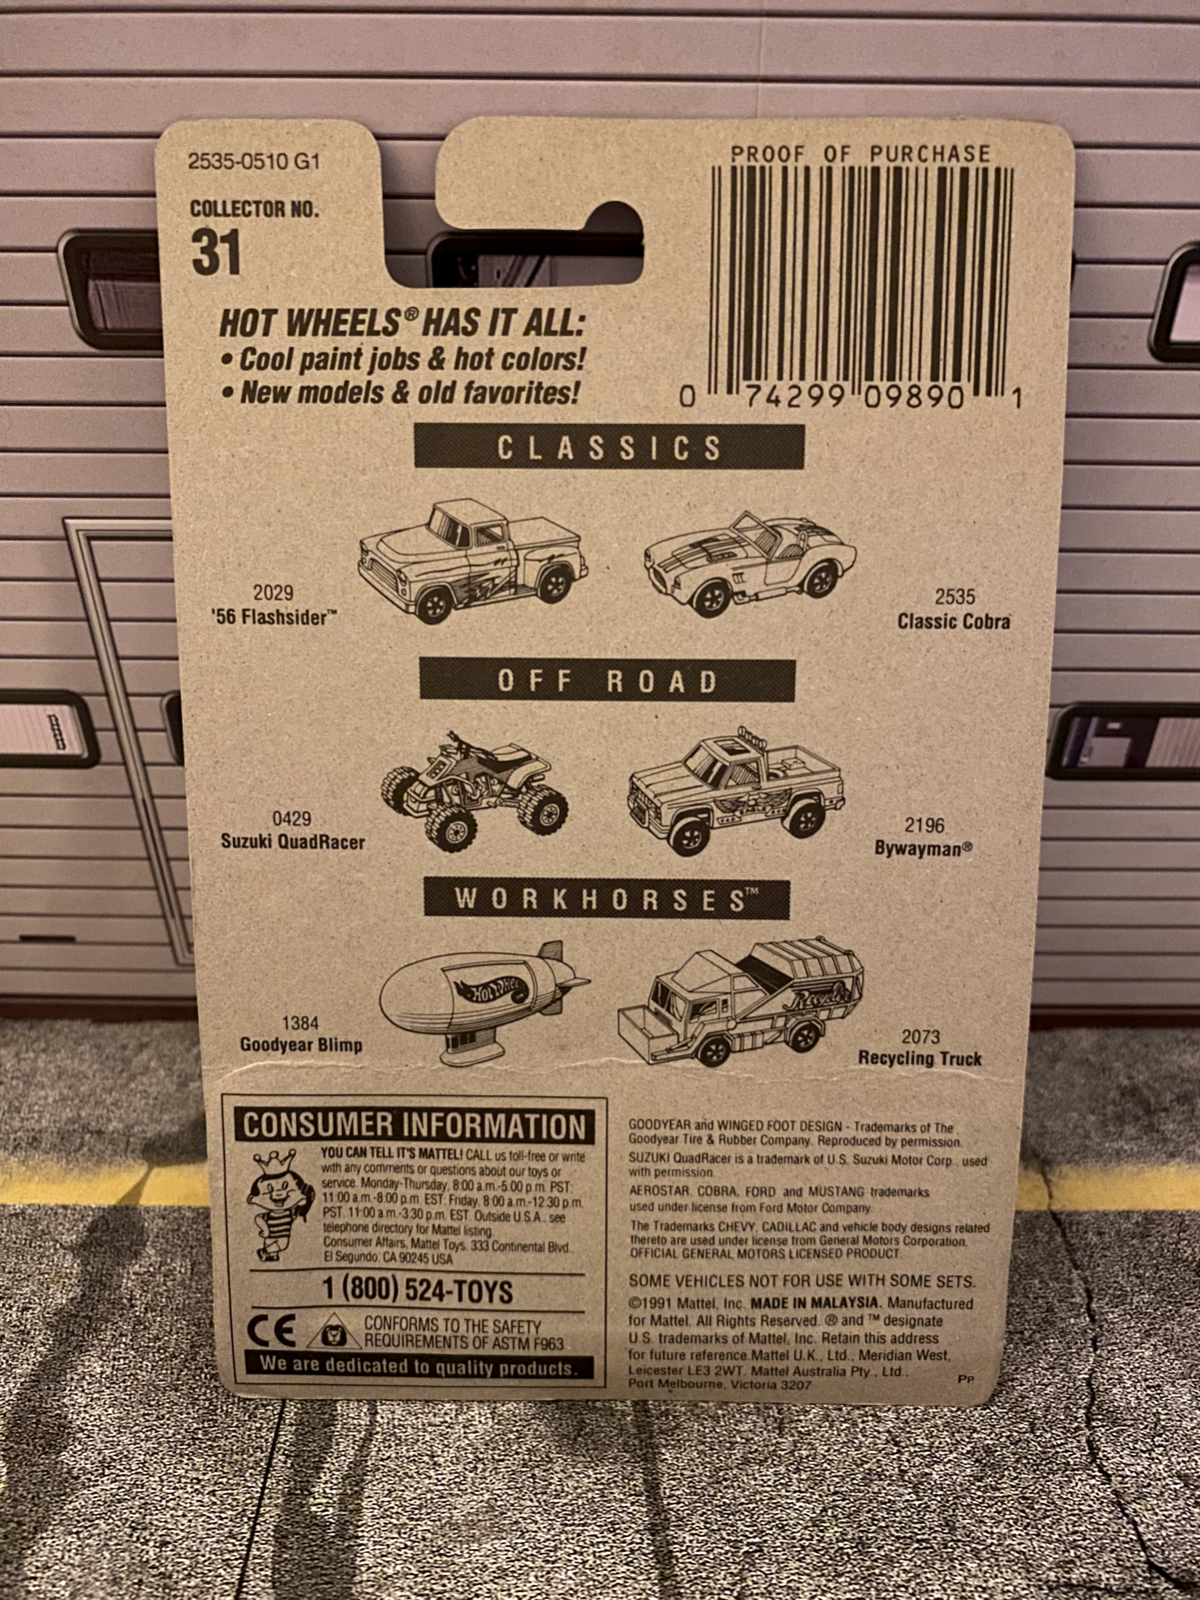 2535-0510 G1
COLLECTOR NO.
31
PROOF OF PURCHASE
0 74299 09890 1
HOT WHEELS® HAS IT ALL:
• Cool paint jobs & hot colors!
• New models & old favorites!
CLASSICS
2029
'56 Flashsider™
2535
Classic Cobra
OFF ROAD
0429
Suzuki QuadRacer
2196
Bywayman®
WORKHORSES™
Hot Wheels
Recycler
1384
Goodyear Blimp
2073
Recycling Truck
CONSUMER INFORMATION
YOU CAN TELL IT'S MATTEL! CALL us toll-free or write
with any comments or questions about our toys or
service. Monday-Thursday, 8:00 a.m.-5:00 p.m. PST;
11:00 a.m.-8:00 p.m. EST: Friday, 8:00 a.m.-12:30 p.m.
PST. 11:00 a.m.-3:30 p.m. EST. Outside U.S.A., see
telephone directory for Mattel listing.
Consumer Affairs, Mattel Toys. 333 Continental Blvd.,
El Segundo. CA 90245 USA
1 (800) 524-TOYS
CE
CONFORMS TO THE SAFETY
REQUIREMENTS OF ASTM F963
We are dedicated to quality products.
GOODYEAR and WINGED FOOT DESIGN - Trademarks of The
Goodyear Tire & Rubber Company. Reproduced by permission.
SUZUKI QuadRacer is a trademark of U.S. Suzuki Motor Corp., used
with permission.
AEROSTAR, COBRA, FORD and MUSTANG trademarks
used under license from Ford Motor Company.
The Trademarks CHEVY, CADILLAC and vehicle body designs related
thereto are used under license from General Motors Corporation.
OFFICIAL GENERAL MOTORS LICENSED PRODUCT.
SOME VEHICLES NOT FOR USE WITH SOME SETS.
©1991 Mattel, Inc. MADE IN MALAYSIA. Manufactured
for Mattel. All Rights Reserved. ® and ™ designate
U.S. trademarks of Mattel, Inc. Retain this address
for future reference.Mattel U.K., Ltd., Meridian West,
Leicester LE3 2WT. Mattel Australia Pty., Ltd.,
Port Melbourne, Victoria 3207
PP